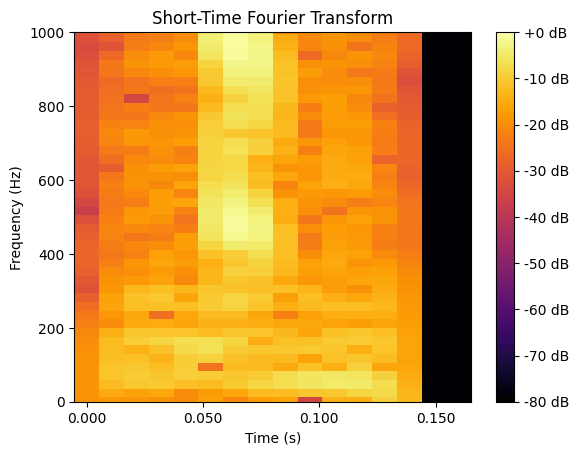 Short-Time Fourier Transform
1000
800
600
400
200
0
Frequency (Hz)
0.000
0.050
0.100
0.150
Time (s)
+0 dB
-10 dB
-20 dB
-30 dB
-40 dB
-50 dB
-60 dB
-70 dB
-80 dB